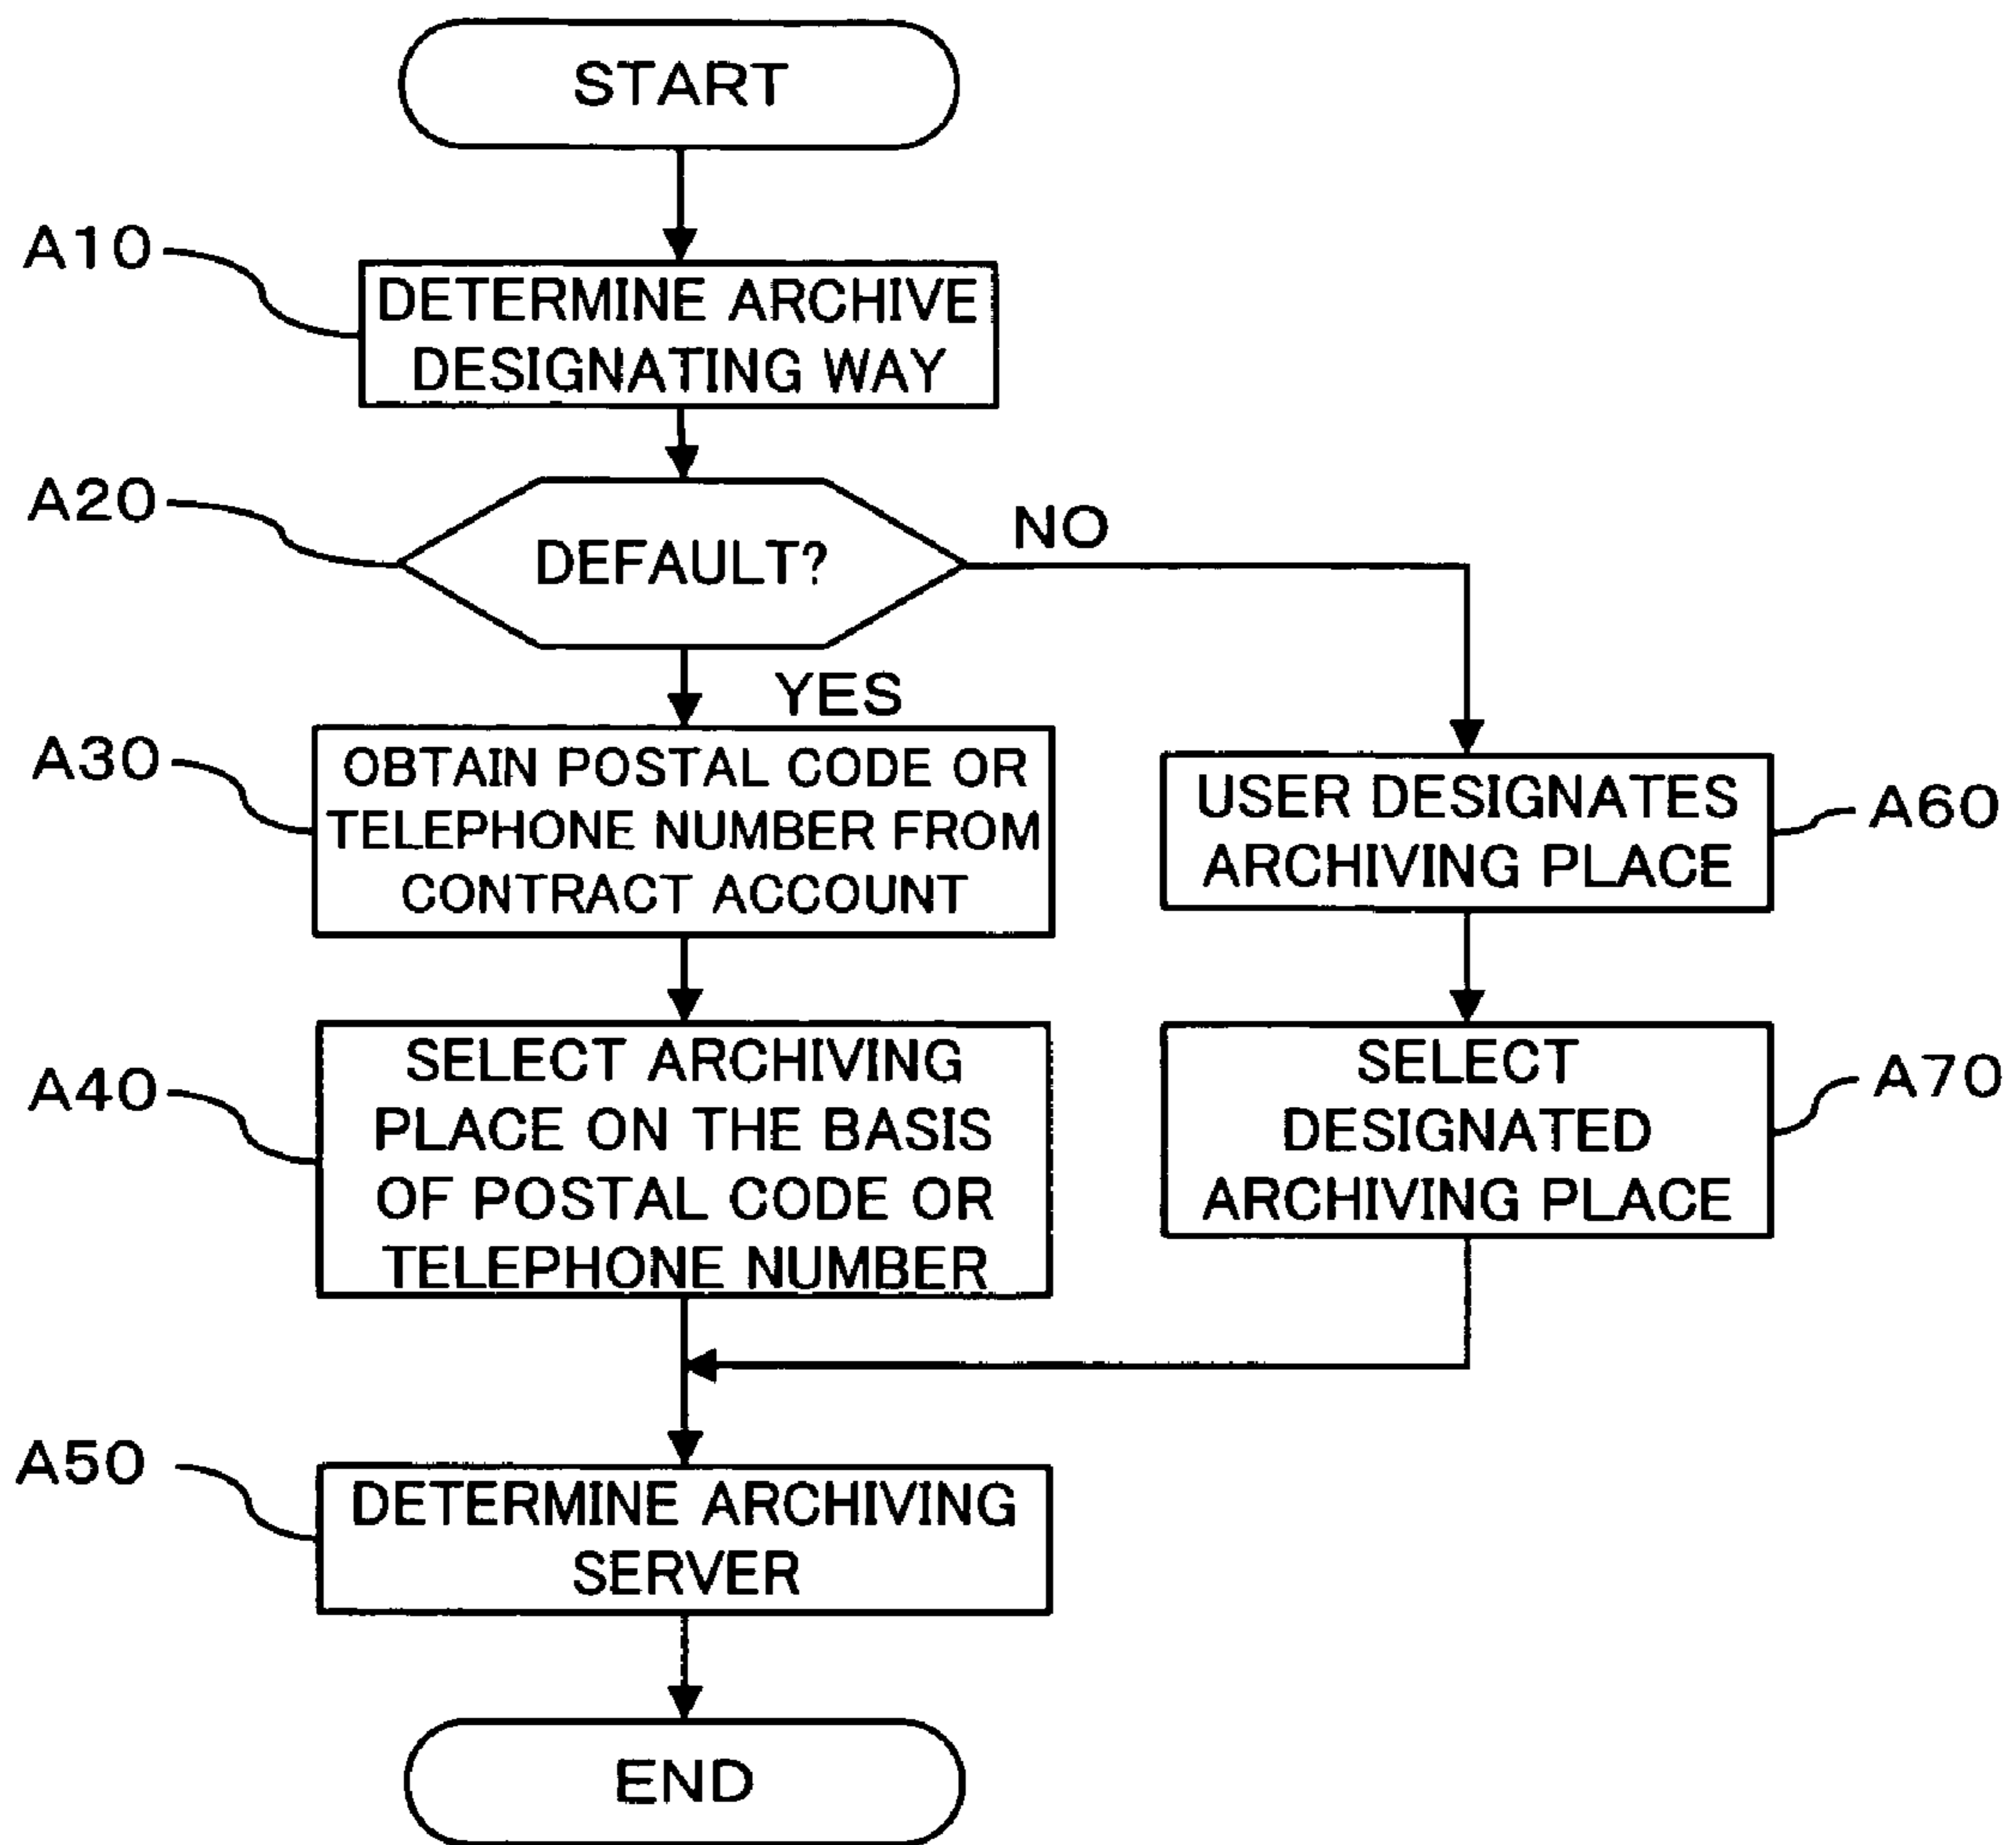 START
A10
DETERMINE ARCHIVE
DESIGNATING WAY
A20
DEFAULT?
NO
YES
A30
OBTAIN POSTAL CODE OR
TELEPHONE NUMBER FROM
CONTRACT ACCOUNT
USER DESIGNATES
ARCHIVING PLACE
A60
A40
SELECT ARCHIVING
PLACE ON THE BASIS
OF POSTAL CODE OR
TELEPHONE NUMBER
SELECT
DESIGNATED
ARCHIVING PLACE
A70
A50
DETERMINE ARCHIVING
SERVER
END